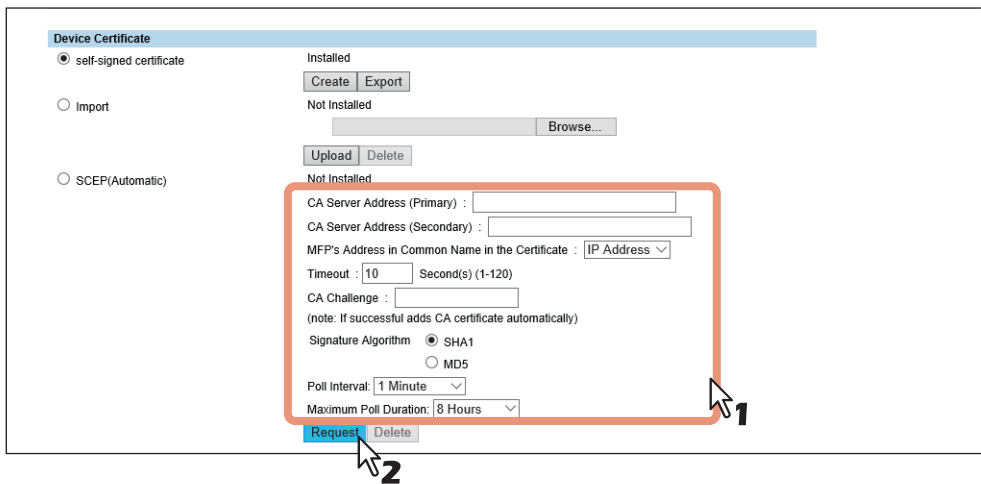 Device Certificate
self-signed certificate Installed
Create Export
Import Not Installed
Browse...
Upload Delete
SCEP(Automatic) Not Installed
CA Server Address (Primary) :
CA Server Address (Secondary) :
MFP's Address in Common Name in the Certificate : IP Address
Timeout : 10 Second(s) (1-120)
CA Challenge :
(note: If successful adds CA certificate automatically)
Signature Algorithm SHA1
MD5
Poll Interval: 1 Minute
Maximum Poll Duration: 8 Hours
1
Request Delete
2